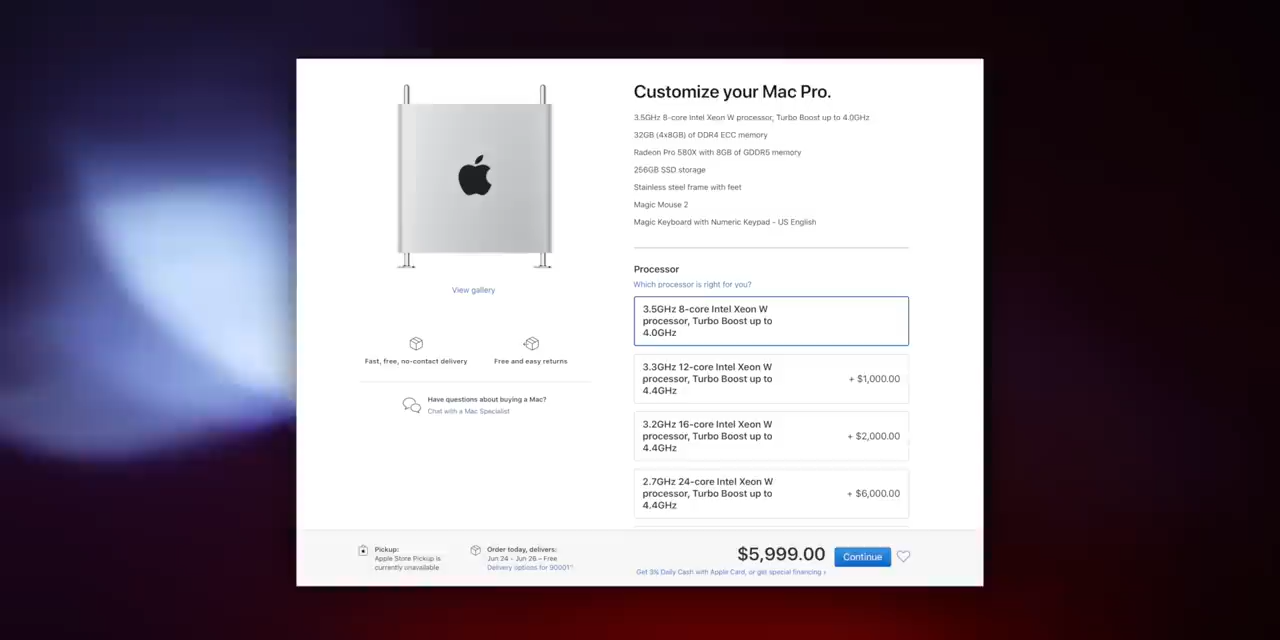 Customize your Mac Pro.
3.5GHz 8-core Intel Xeon W processor, Turbo Boost up to 4.0GHz
32GB (4x8GB) of DDR4 ECC memory
Radeon Pro 580X with 8GB of GDDR5 memory
256GB SSD storage
Stainless steel frame with feet
Magic Mouse 2
Magic Keyboard with Numeric Keypad - US English
View gallery
Fast, free, no-contact delivery
Free and easy returns
Have questions about buying a Mac?
Chat with a Mac Specialist
Processor
Which processor is right for you?
3.5GHz 8-core Intel Xeon W
processor, Turbo Boost up to
4.0GHz
3.3GHz 12-core Intel Xeon W
processor, Turbo Boost up to
4.4GHz
+ $1,000.00
3.2GHz 16-core Intel Xeon W
processor, Turbo Boost up to
4.4GHz
+ $2,000.00
2.7GHz 24-core Intel Xeon W
processor, Turbo Boost up to
4.4GHz
+ $6,000.00
Pickup:
Apple Store Pickup is
currently unavailable
Order today, delivers:
Jun 24 - Jun 26 – Free
Delivery options for 90001
$5,999.00
Continue
Get 3% Daily Cash with Apple Card, or get special financing ›